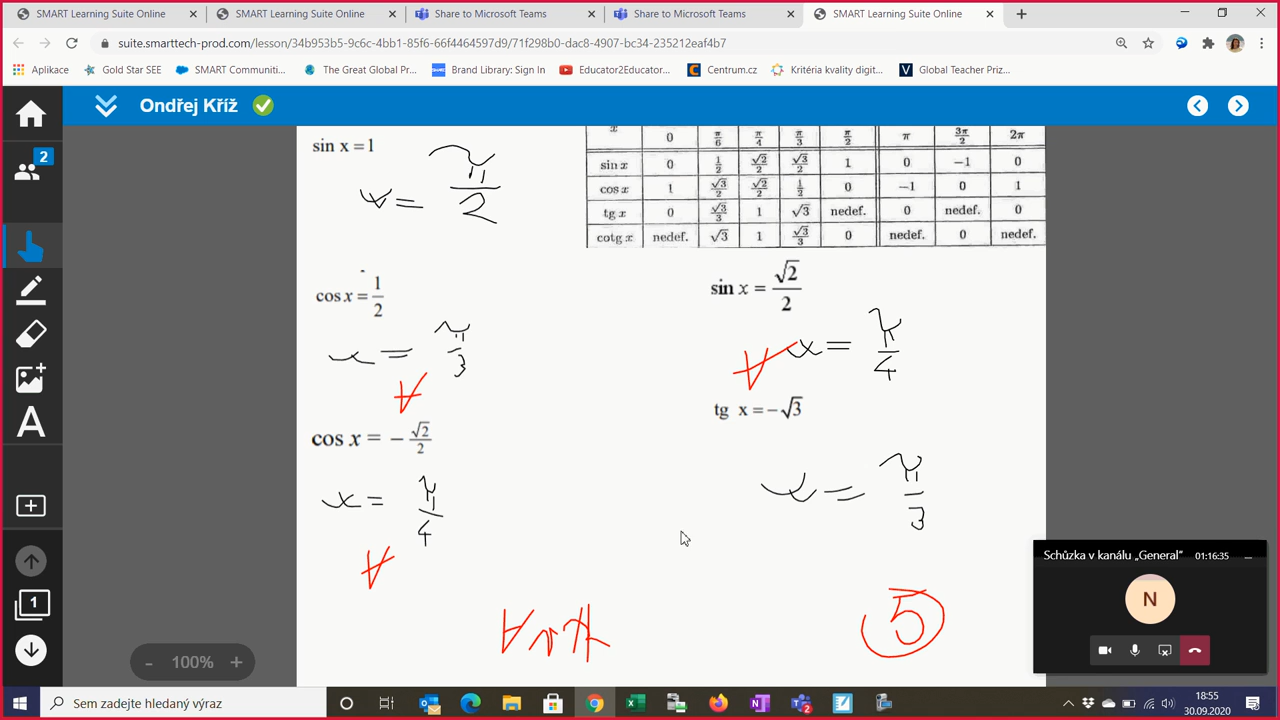 SMART Learning Suite Online
SMART Learning Suite Online
Share to Microsoft Teams
Share to Microsoft Teams
SMART Learning Suite Online
suite.smarttech-prod.com/lesson/34b953b5-9c6c-4bb1-85f6-66f4464597d9/71f298b0-dac8-4907-bc34-235212eaf4b7
Aplikace Gold Star SEE SMART Communiti... The Great Global Pr... Brand Library: Sign In Educator2Educator... Centrum.cz Kritéria kvality digit... Global Teacher Priz...
Ondřej Kříž
2
sin x = 1
x = π/2
x 0 π/6 π/4 π/3 π/2 π 3π/2 2π
sin x 0 1/2 √2/2 √3/2 1 0 −1 0
cos x 1 √3/2 √2/2 1/2 0 −1 0 1
tg x 0 √3/3 1 √3 nedef. 0 nedef. 0
cotg x nedef. √3 1 √3/3 0 nedef. 0 nedef.
cos x = 1/2
x = π/3
sin x = √2/2
x = π/4
cos x = − √2/2
x = π/4
tg x = −√3
x = π/3
5
A
1
- 100% +
Schůzka v kanálu „General“ 01:16:35
N
Sem zadejte hledaný výraz
18:55
30.09.2020
3